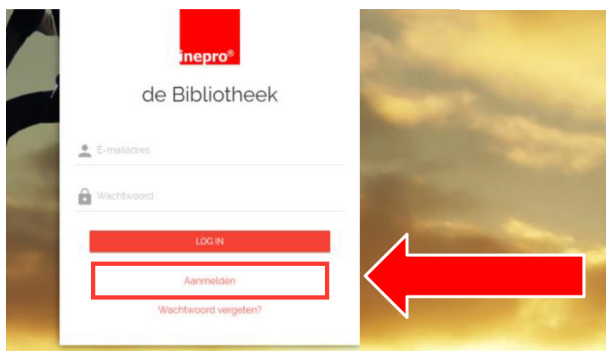 inepro®
de Bibliotheek
E-mailadres
Wachtwoord
LOG IN
Aanmelden
Wachtwoord vergeten?